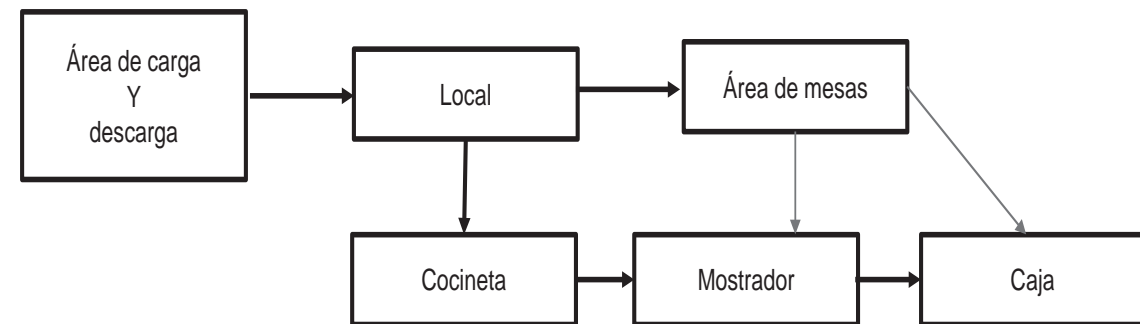 Área de carga
Y
descarga
Local
Área de mesas
Cocineta
Mostrador
Caja